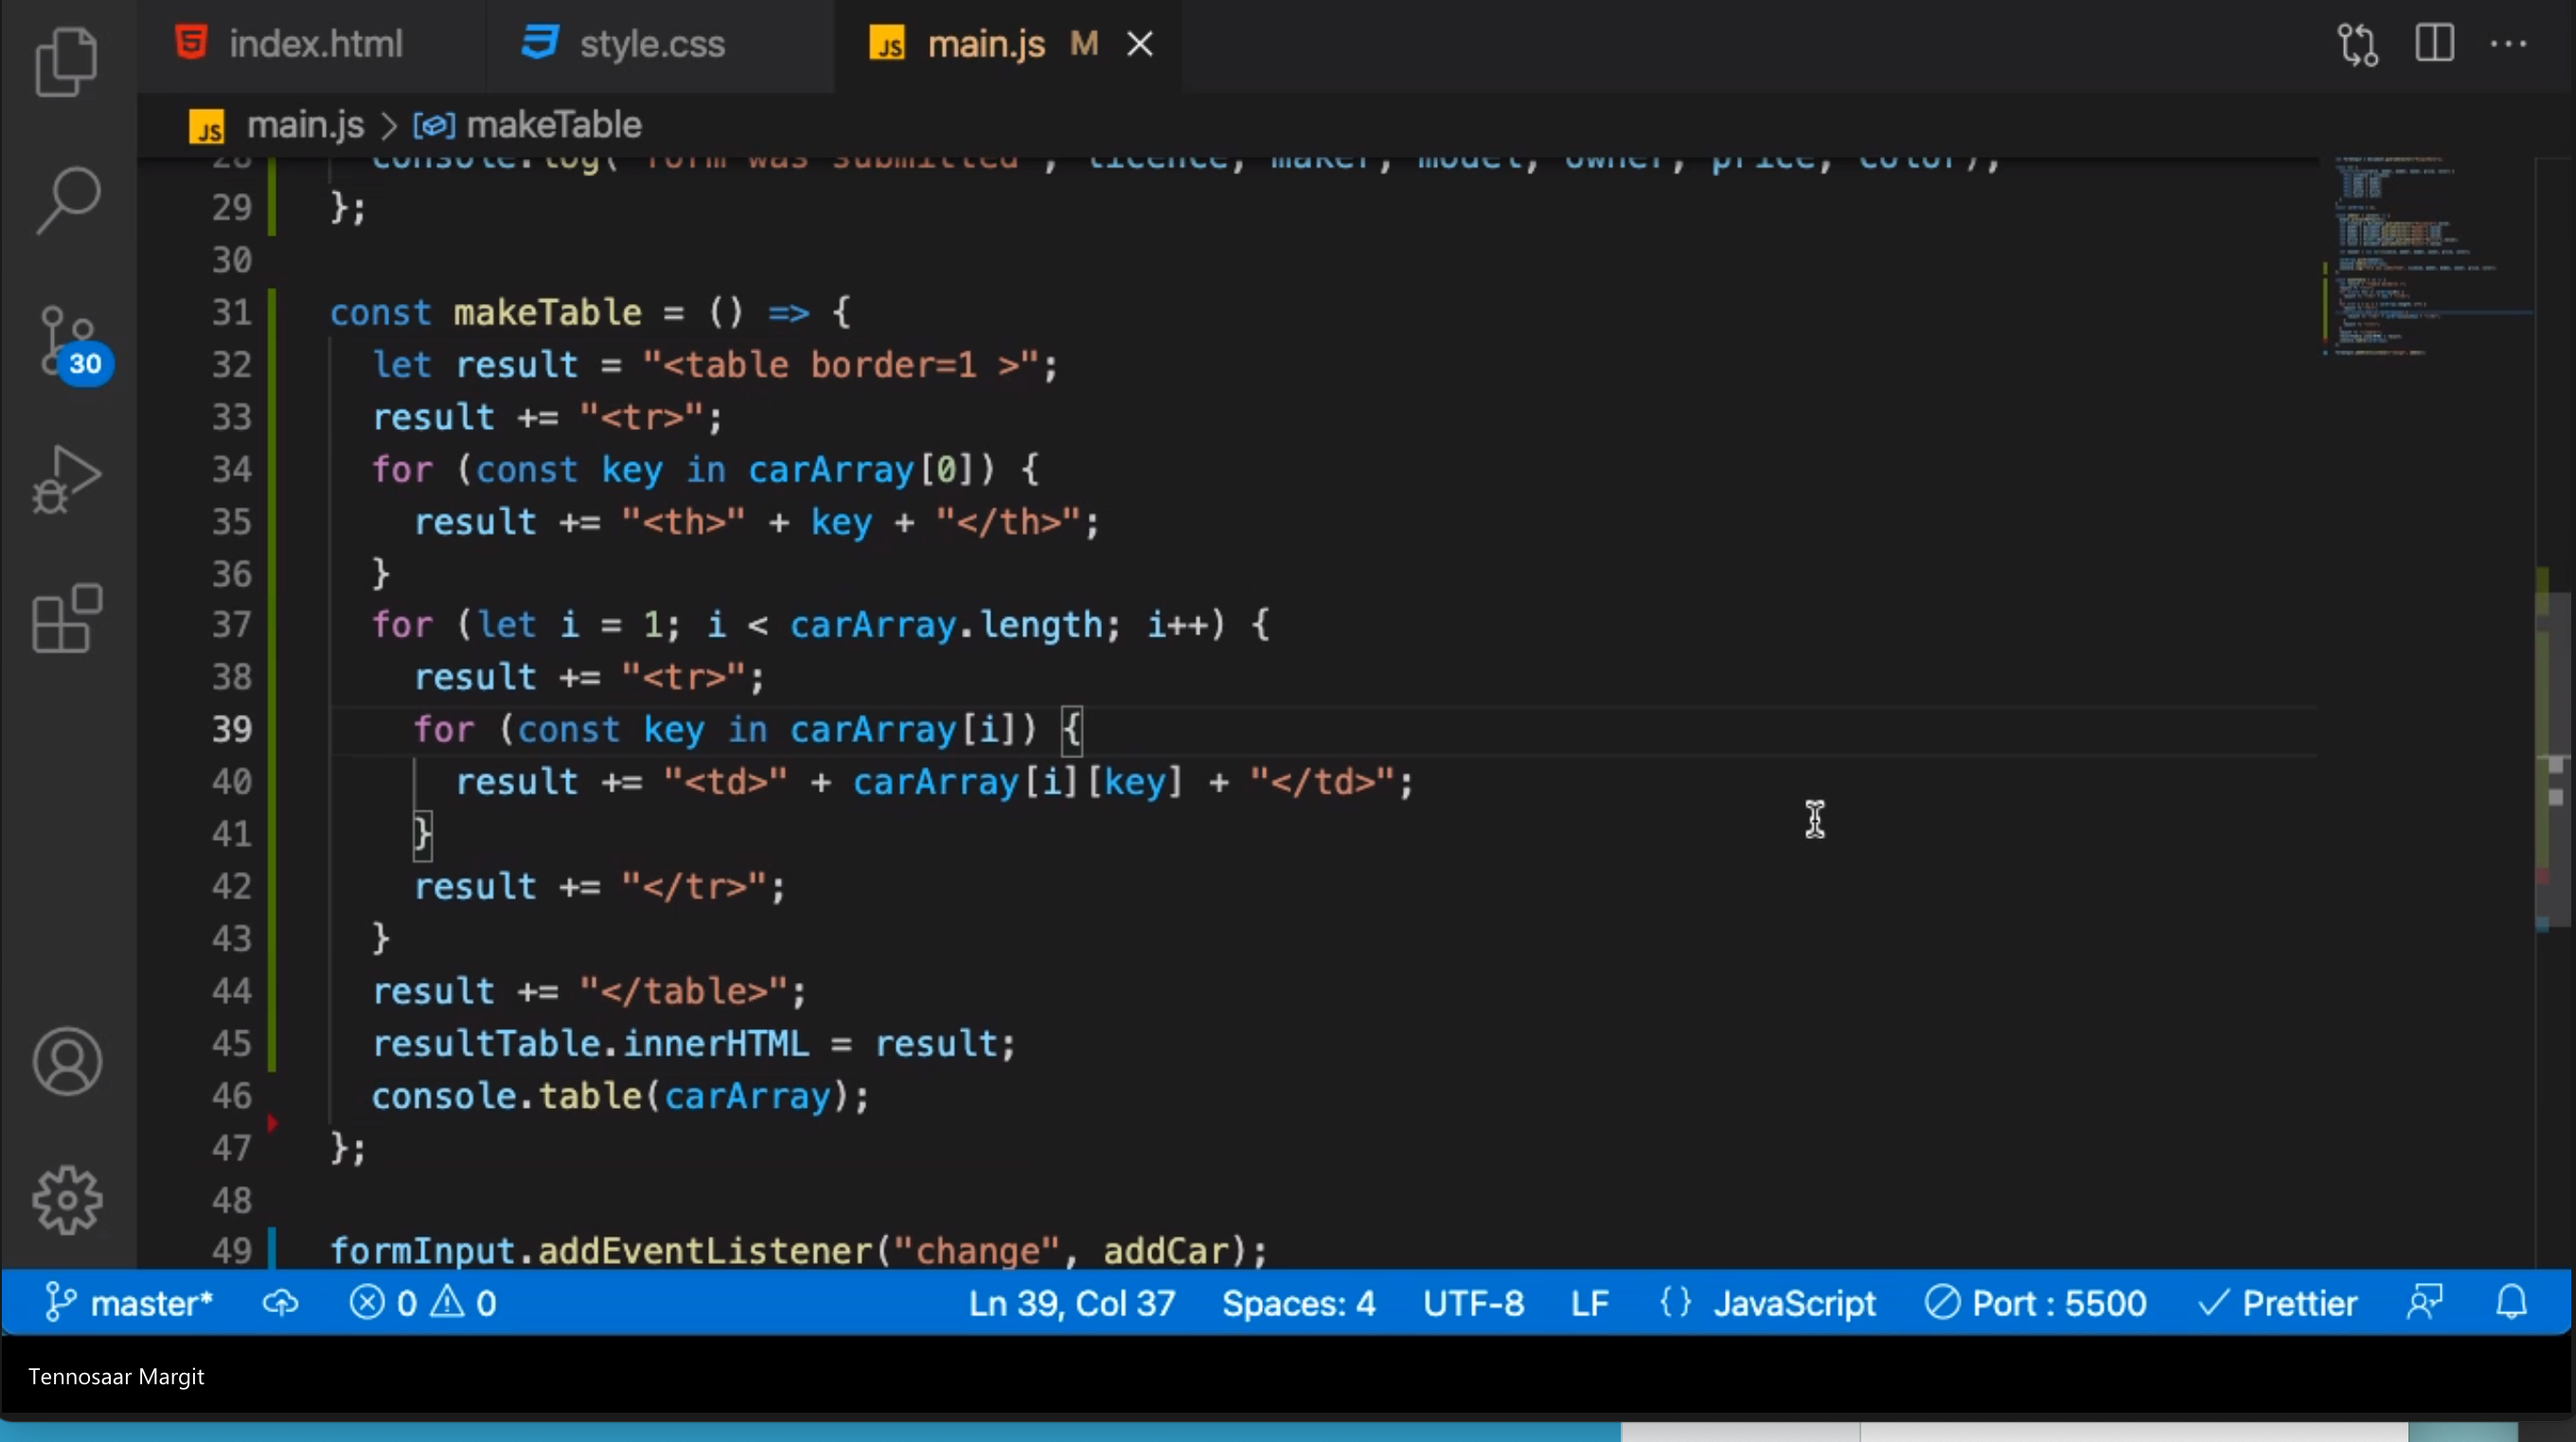 index.html
style.css
JS main.js M
JS main.js > makeTable
28 console.log("form was submitted", licence, maker, model, owner, price, color);
29 };
30
31 const makeTable = () => {
32 let result = "<table border=1 >";
33 result += "<tr>";
34 for (const key in carArray[0]) {
35 result += "<th>" + key + "</th>";
36 }
37 for (let i = 1; i < carArray.length; i++) {
38 result += "<tr>";
39 for (const key in carArray[i]) {
40 result += "<td>" + carArray[i][key] + "</td>";
41 }
42 result += "</tr>";
43 }
44 result += "</table>";
45 resultTable.innerHTML = result;
46 console.table(carArray);
47 };
48
49 formInput.addEventListener("change", addCar);
30
master* 0 0 Ln 39, Col 37 Spaces: 4 UTF-8 LF {} JavaScript Port : 5500 Prettier
Tennosaar Margit